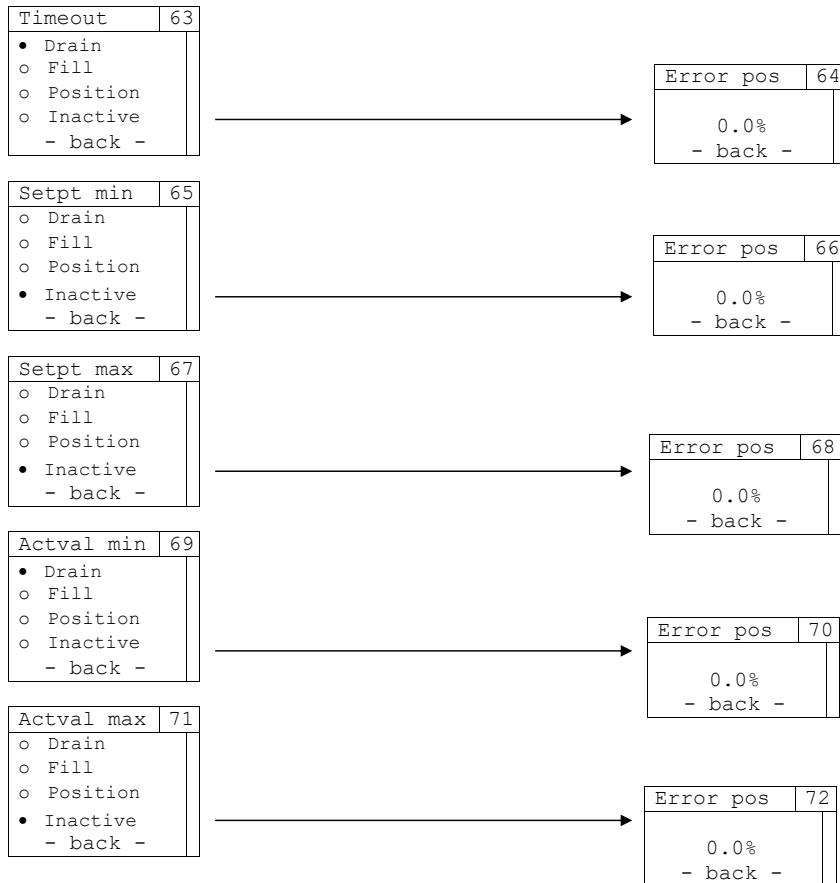 Timeout 63
• Drain
o Fill
o Position
o Inactive
- back -
Error pos 64
0.0%
- back -
Setpt min 65
o Drain
o Fill
o Position
• Inactive
- back -
Error pos 66
0.0%
- back -
Setpt max 67
o Drain
o Fill
o Position
• Inactive
- back -
Error pos 68
0.0%
- back -
Actval min 69
• Drain
o Fill
o Position
o Inactive
- back -
Error pos 70
0.0%
- back -
Actval max 71
o Drain
o Fill
o Position
• Inactive
- back -
Error pos 72
0.0%
- back -